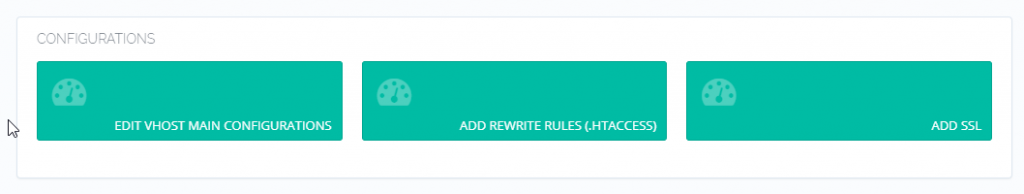 CONFIGURATIONS
EDIT VHOST MAIN CONFIGURATIONS
ADD REWRITE RULES (.HTACCESS)
ADD SSL